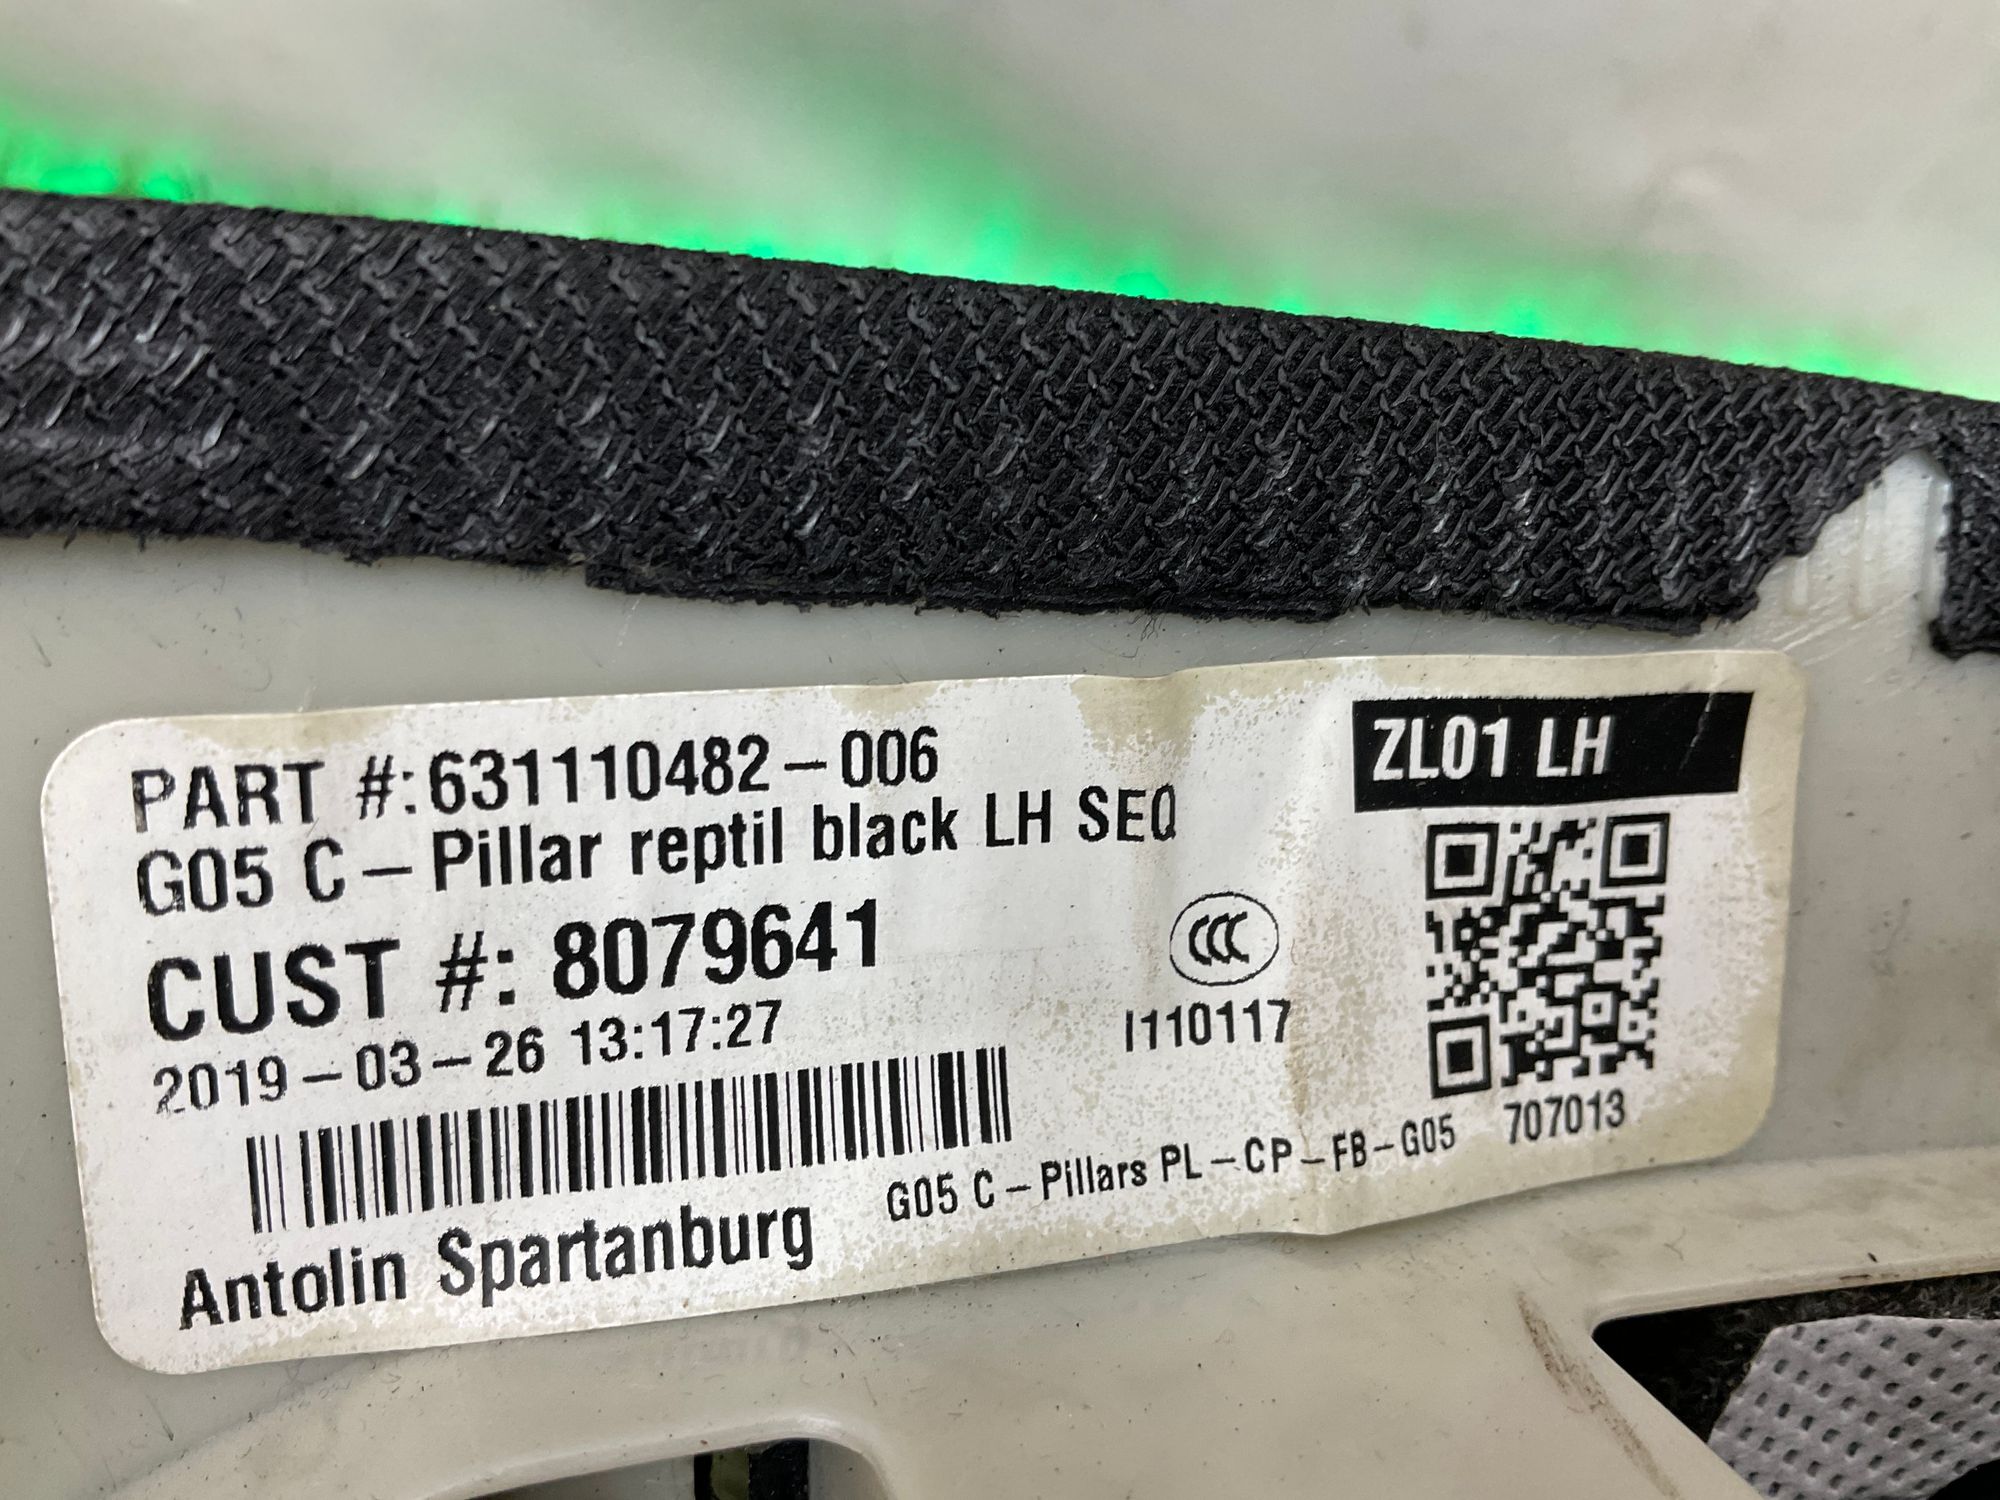 PART #:631110482-006
G05 C-Pillar reptil black LH SEQ
CUST #: 8079641
2019-03-26 13:17:27
Antolin Spartanburg
G05 C-Pillars PL-CP-FB-G05
ZL01 LH
CCC
I110117
707013